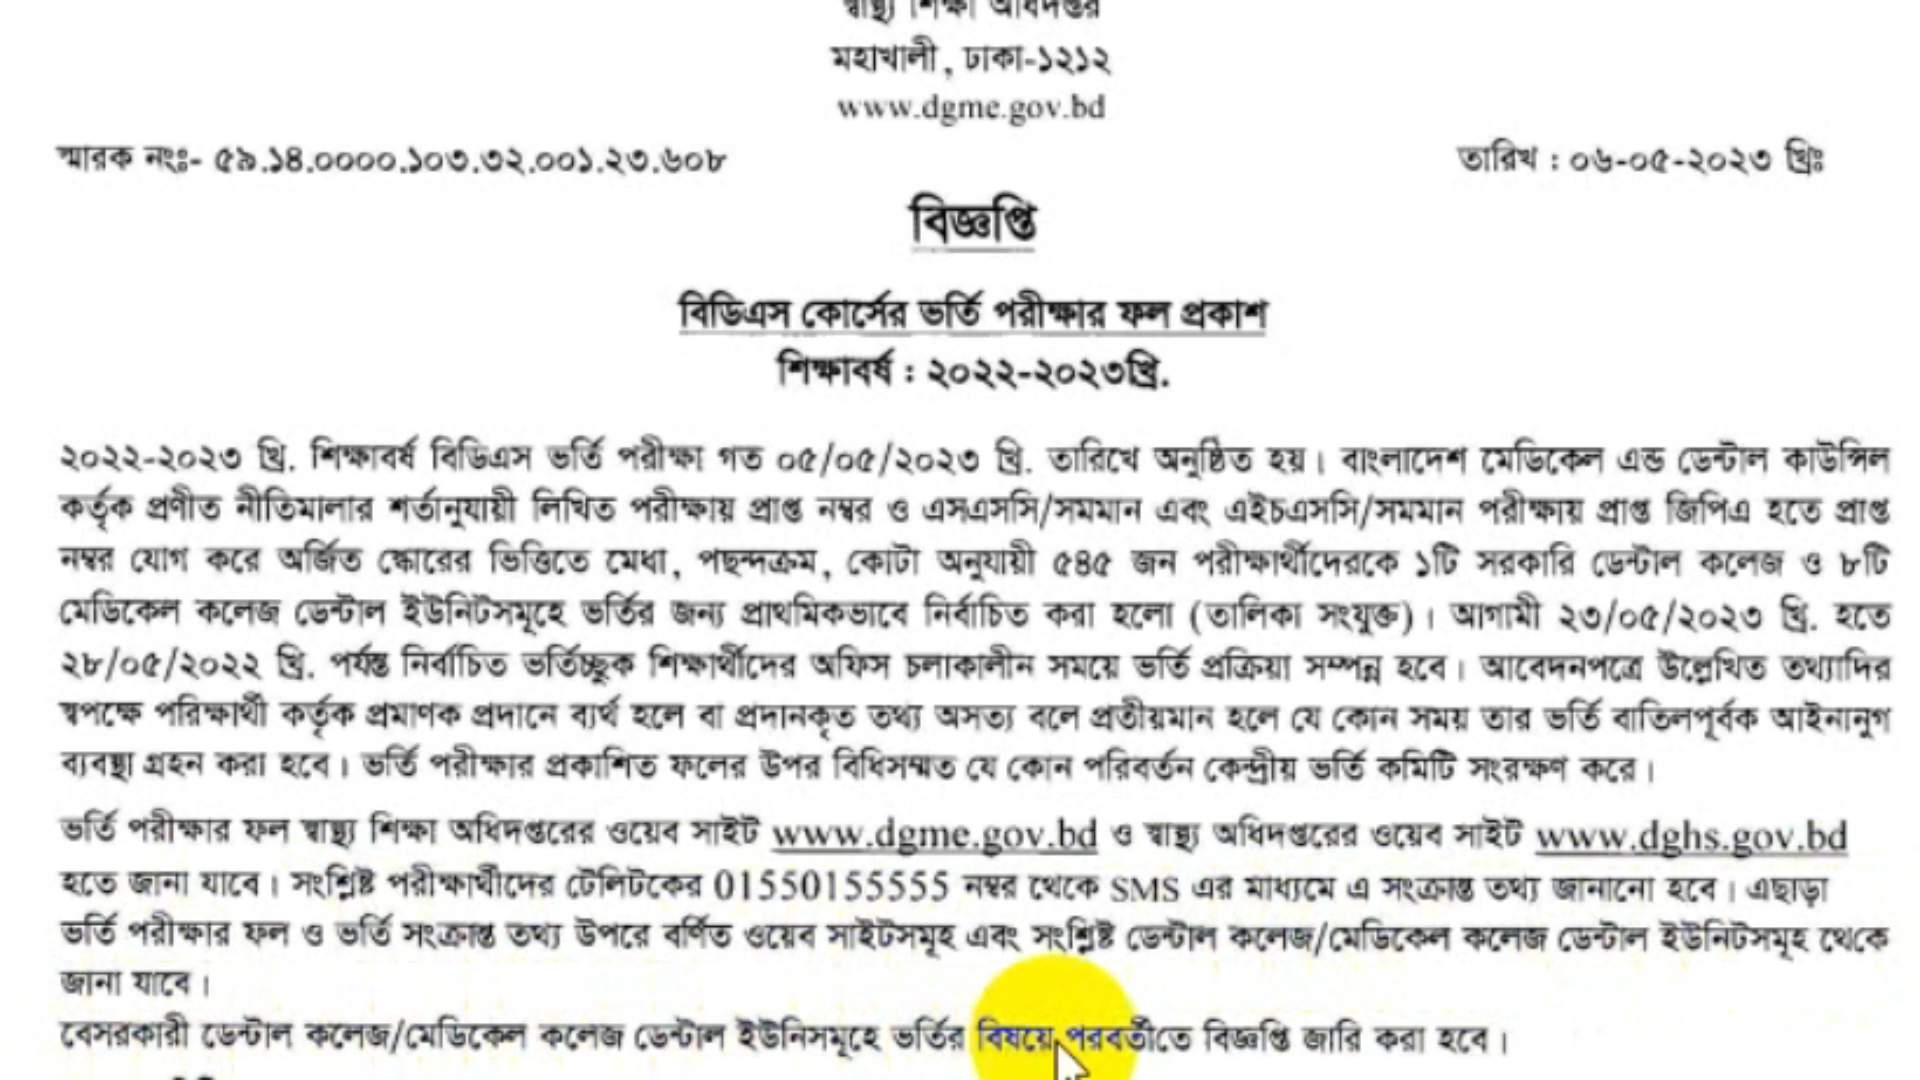 স্বাস্থ্য শিক্ষা অধিদপ্তর
মহাখালী, ঢাকা-১২১২
www.dgme.gov.bd
স্মারক নংঃ- ৫৯.১৪.০০০০.১০৩.৩২.০০১.২৩.৬০৮
তারিখ : ০৬-০৫-২০২৩ খ্রিঃ
বিজ্ঞপ্তি
বিডিএস কোর্সের ভর্তি পরীক্ষার ফল প্রকাশ
শিক্ষাবর্ষ : ২০২২-২০২৩খ্রি.
২০২২-২০২৩ খ্রি. শিক্ষাবর্ষ বিডিএস ভর্তি পরীক্ষা গত ০৫/০৫/২০২৩ খ্রি. তারিখে অনুষ্ঠিত হয়। বাংলাদেশ মেডিকেল এন্ড ডেন্টাল কাউন্সিল
কর্তৃক প্রণীত নীতিমালার শর্তানুযায়ী লিখিত পরীক্ষায় প্রাপ্ত নম্বর ও এসএসসি/সমমান এবং এইচএসসি/সমমান পরীক্ষায় প্রাপ্ত জিপিএ হতে প্রাপ্ত
নম্বর যোগ করে অর্জিত স্কোরের ভিত্তিতে মেধা, পছন্দক্রম, কোটা অনুযায়ী ৫৪৫ জন পরীক্ষার্থীদেরকে ১টি সরকারি ডেন্টাল কলেজ ও ৮টি
মেডিকেল কলেজ ডেন্টাল ইউনিটসমূহে ভর্তির জন্য প্রাথমিকভাবে নির্বাচিত করা হলো (তালিকা সংযুক্ত)। আগামী ২৩/০৫/২০২৩ খ্রি. হতে
২৮/০৫/২০২২ খ্রি. পর্যন্ত নির্বাচিত ভর্তিচ্ছুক শিক্ষার্থীদের অফিস চলাকালীন সময়ে ভর্তি প্রক্রিয়া সম্পন্ন হবে। আবেদনপত্রে উল্লেখিত তথ্যাদির
স্বপক্ষে পরিক্ষার্থী কর্তৃক প্রমাণক প্রদানে ব্যর্থ হলে বা প্রদানকৃত তথ্য অসত্য বলে প্রতীয়মান হলে যে কোন সময় তার ভর্তি বাতিলপূর্বক আইনানুগ
ব্যবস্থা গ্রহন করা হবে। ভর্তি পরীক্ষার প্রকাশিত ফলের উপর বিধিসম্মত যে কোন পরিবর্তন কেন্দ্রীয় ভর্তি কমিটি সংরক্ষণ করে।
ভর্তি পরীক্ষার ফল স্বাস্থ্য শিক্ষা অধিদপ্তরের ওয়েব সাইট www.dgme.gov.bd ও স্বাস্থ্য অধিদপ্তরের ওয়েব সাইট www.dghs.gov.bd
হতে জানা যাবে। সংশ্লিষ্ট পরীক্ষার্থীদের টেলিটকের 01550155555 নম্বর থেকে SMS এর মাধ্যমে এ সংক্রান্ত তথ্য জানানো হবে। এছাড়া
ভর্তি পরীক্ষার ফল ও ভর্তি সংক্রান্ত তথ্য উপরে বর্ণিত ওয়েব সাইটসমূহ এবং সংশ্লিষ্ট ডেন্টাল কলেজ/মেডিকেল কলেজ ডেন্টাল ইউনিটসমূহ থেকে
জানা যাবে।
বেসরকারী ডেন্টাল কলেজ/মেডিকেল কলেজ ডেন্টাল ইউনিসমূহে ভর্তির বিষয়ে পরবর্তীতে বিজ্ঞপ্তি জারি করা হবে।